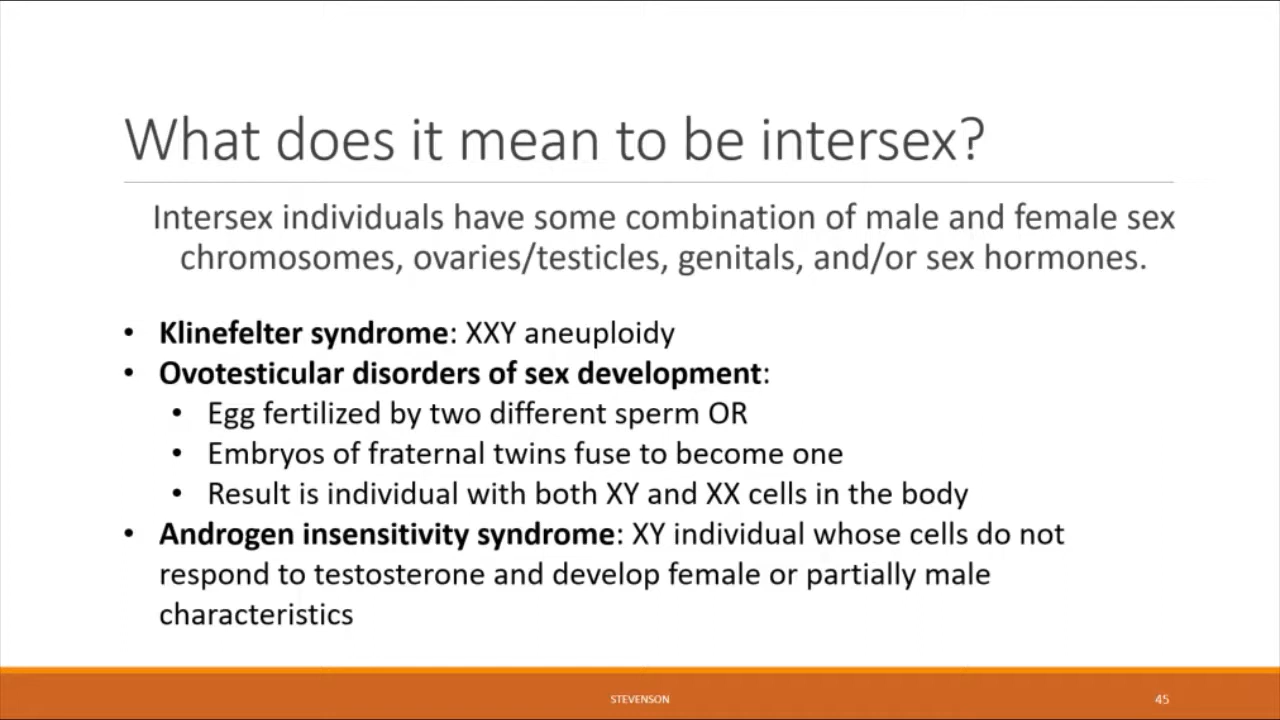 What does it mean to be intersex?
Intersex individuals have some combination of male and female sex
chromosomes, ovaries/testicles, genitals, and/or sex hormones.
• Klinefelter syndrome: XXY aneuploidy
• Ovotesticular disorders of sex development:
• Egg fertilized by two different sperm OR
• Embryos of fraternal twins fuse to become one
• Result is individual with both XY and XX cells in the body
• Androgen insensitivity syndrome: XY individual whose cells do not
respond to testosterone and develop female or partially male
characteristics
STEVENSON
45